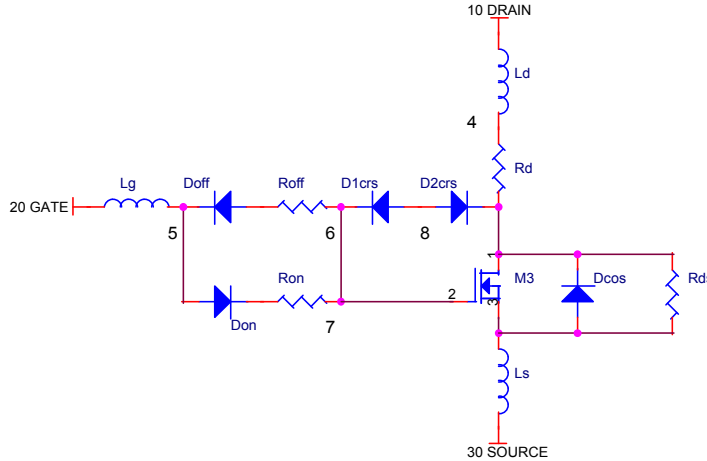 10 DRAIN
Ld
4
Rd
Lg
Doff
Roff
D1crs
D2crs
20 GATE
5
6
8
1
M3
Dcos
Rds
Ron
2
3
Don
7
Ls
30 SOURCE